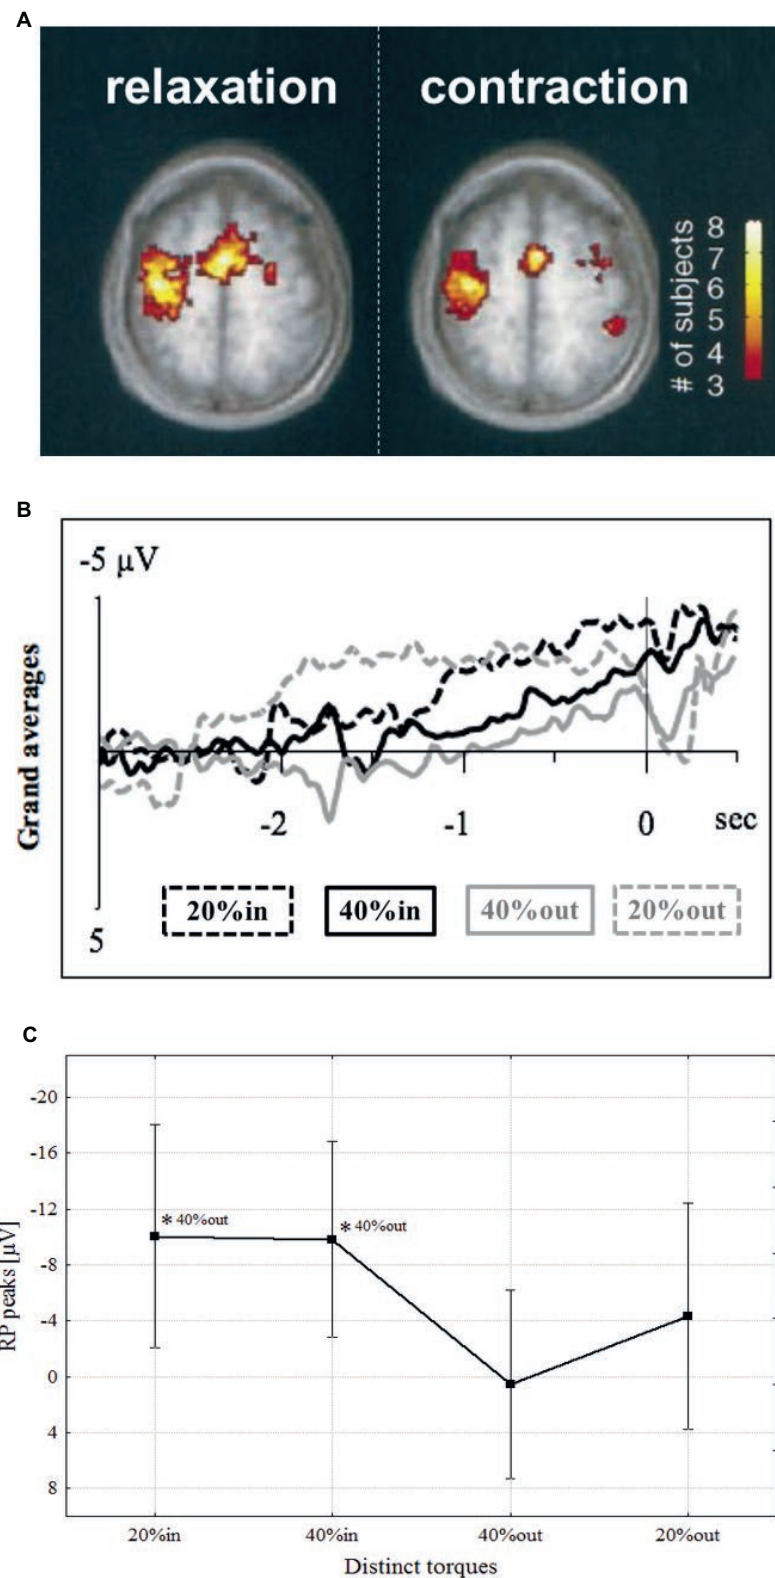 A
relaxation
contraction
# of subjects
8
7
6
5
4
3
B
-5 µV
Grand averages
-2
-1
0
sec
20%in
40%in
40%out
20%out
5
C
-20
-16
-12
-8
-4
0
4
8
RP peaks [µV]
* 40%out
* 40%out
20%in
40%in
40%out
20%out
Distinct torques